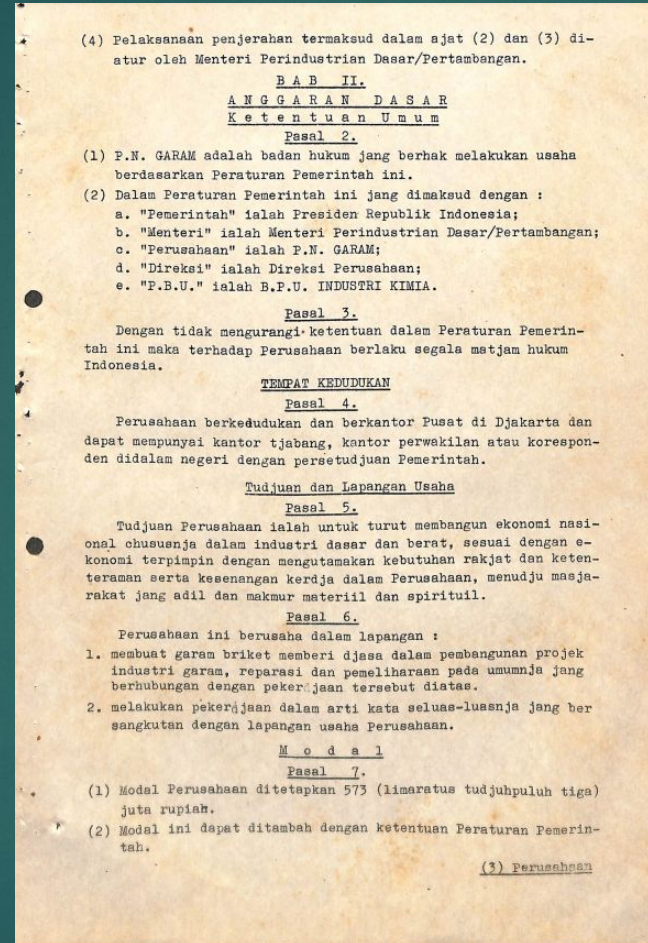 (4) Pelaksanaan penjerahan termaksud dalam ajat (2) dan (3) di-
atur oleh Menteri Perindustrian Dasar/Pertambangan.
B A B II.
A N G G A R A N D A S A R
K e t e n t u a n U m u m
Pasal 2.
(1) P.N. GARAM adalah badan hukum jang berhak melakukan usaha
berdasarkan Peraturan Pemerintah ini.
(2) Dalam Peraturan Pemerintah ini jang dimaksud dengan :
a. "Pemerintah" ialah Presiden Republik Indonesia;
b. "Menteri" ialah Menteri Perindustrian Dasar/Pertambangan;
c. "Perusahaan" ialah P.N. GARAM;
d. "Direksi" ialah Direksi Perusahaan;
e. "P.B.U." ialah B.P.U. INDUSTRI KIMIA.
Pasal 3.
Dengan tidak mengurangi ketentuan dalam Peraturan Pemerin-
tah ini maka terhadap Perusahaan berlaku segala matjam hukum
Indonesia.
TEMPAT KEDUDUKAN
Pasal 4.
Perusahaan berkedudukan dan berkantor Pusat di Djakarta dan
dapat mempunyai kantor tjabang, kantor perwakilan atau korespon-
den didalam negeri dengan persetudjuan Pemerintah.
Tudjuan dan Lapangan Usaha
Pasal 5.
Tudjuan Perusahaan ialah untuk turut membangun ekonomi nasi-
onal chususnja dalam industri dasar dan berat, sesuai dengan e-
konomi terpimpin dengan mengutamakan kebutuhan rakjat dan keten-
teraman serta kesenangan kerdja dalam Perusahaan, menudju masja-
rakat jang adil dan makmur materiil dan spirituil.
Pasal 6.
Perusahaan ini berusaha dalam lapangan :
1. membuat garam briket memberi djasa dalam pembangunan projek
industri garam, reparasi dan pemeliharaan pada umumnja jang
berhubungan dengan pekerdjaan tersebut diatas.
2. melakukan pekerdjaan dalam arti kata seluas-luasnja jang ber
sangkutan dengan lapangan usaha Perusahaan.
M o d a l
Pasal 7.
(1) Modal Perusahaan ditetapkan 573 (limaratus tudjuhpuluh tiga)
juta rupiah.
(2) Modal ini dapat ditambah dengan ketentuan Peraturan Pemerin-
tah.
(3) Perusahaan